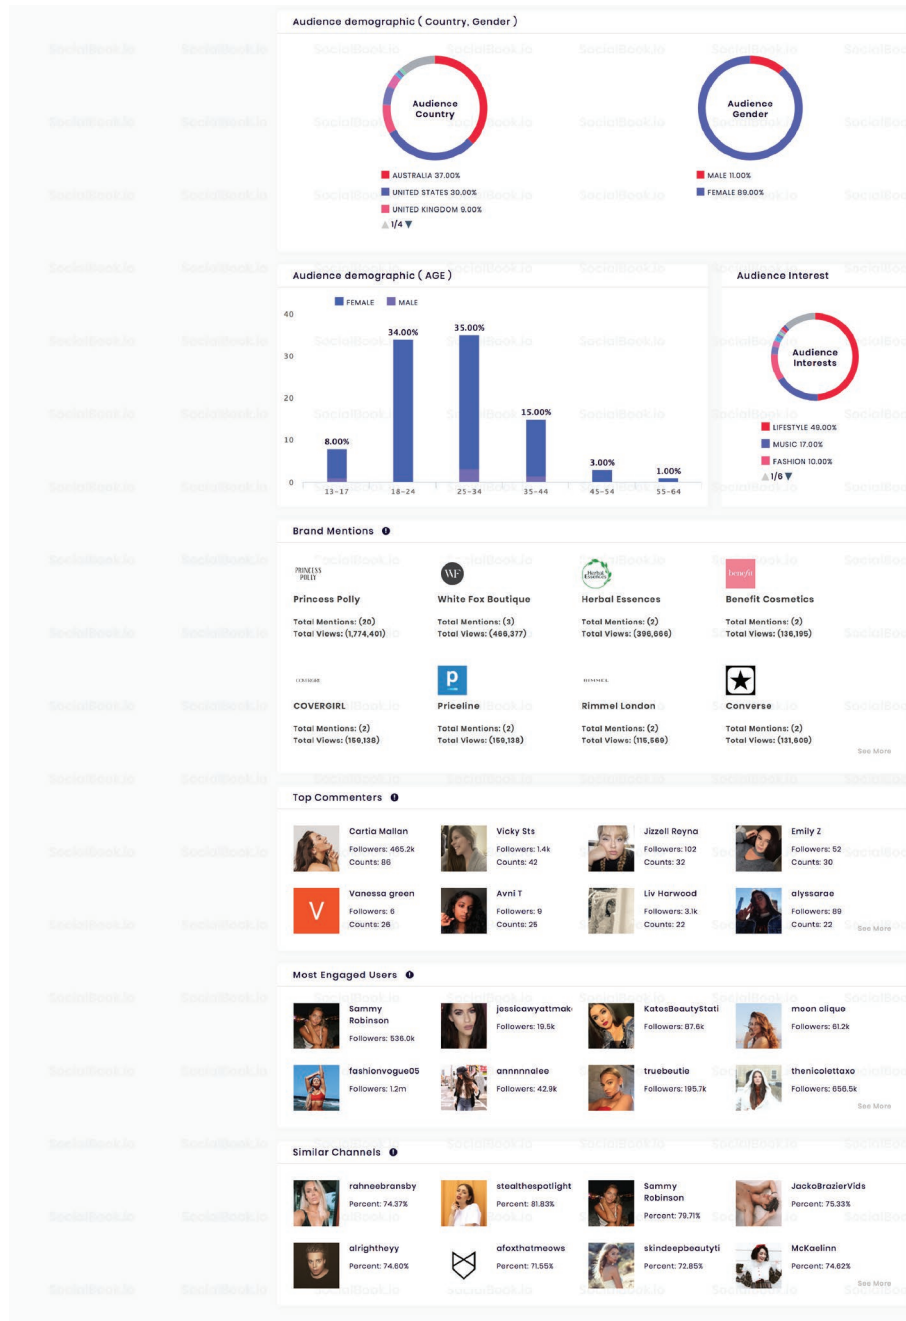 Audience demographic ( Country, Gender )
Audience
Country
AUSTRALIA 37.00%
UNITED STATES 30.00%
UNITED KINGDOM 9.00%
1/4
Audience
Gender
MALE 11.00%
FEMALE 89.00%
Audience demographic ( AGE )
FEMALE MALE
40
30
20
10
0
8.00%
34.00%
35.00%
15.00%
3.00%
1.00%
13-17 18-24 25-34 35-44 45-54 55-64
Audience Interest
Audience
Interests
LIFESTYLE 49.00%
MUSIC 17.00%
FASHION 10.00%
1/6
Brand Mentions
PRINCESS
POLLY
WF
Herbal
Essences
benefit
Princess Polly White Fox Boutique Herbal Essences Benefit Cosmetics
Total Mentions: (20) Total Mentions: (3) Total Mentions: (2) Total Mentions: (2)
Total Views: (1,774,401) Total Views: (466,377) Total Views: (396,666) Total Views: (136,195)
COVERGIRL
p
RIMMEL
COVERGIRL Priceline Rimmel London Converse
Total Mentions: (2) Total Mentions: (2) Total Mentions: (2) Total Mentions: (2)
Total Views: (159,138) Total Views: (159,138) Total Views: (115,569) Total Views: (131,609)
See More
Top Commenters
Cartia Mallan Vicky Sts Jizzell Reyna Emily Z
Followers: 465.2k Followers: 1.4k Followers: 102 Followers: 52
Counts: 86 Counts: 42 Counts: 32 Counts: 30
V
Vanessa green Avni T Liv Harwood alyssarae
Followers: 6 Followers: 9 Followers: 3.1k Followers: 89
Counts: 26 Counts: 25 Counts: 22 Counts: 22
See More
Most Engaged Users
Sammy
Robinson
Followers: 536.0k
jessicawyattmak
Followers: 19.5k
KatesBeautyStati
Followers: 87.6k
moon clique
Followers: 61.2k
fashionvogue05 annnnnalee truebeutie thenicolettaxo
Followers: 1.2m Followers: 42.9k Followers: 195.7k Followers: 656.5k
See More
Similar Channels
rahneebransby
Percent: 74.37%
stealthespotlight
Percent: 81.83%
Sammy
Robinson
Percent: 79.71%
JackoBrazierVids
Percent: 75.33%
alrightheyy afoxthatmeows skindeepbeautyti McKaelinn
Percent: 74.60% Percent: 71.55% Percent: 72.85% Percent: 74.62%
See More
SocialBook.io